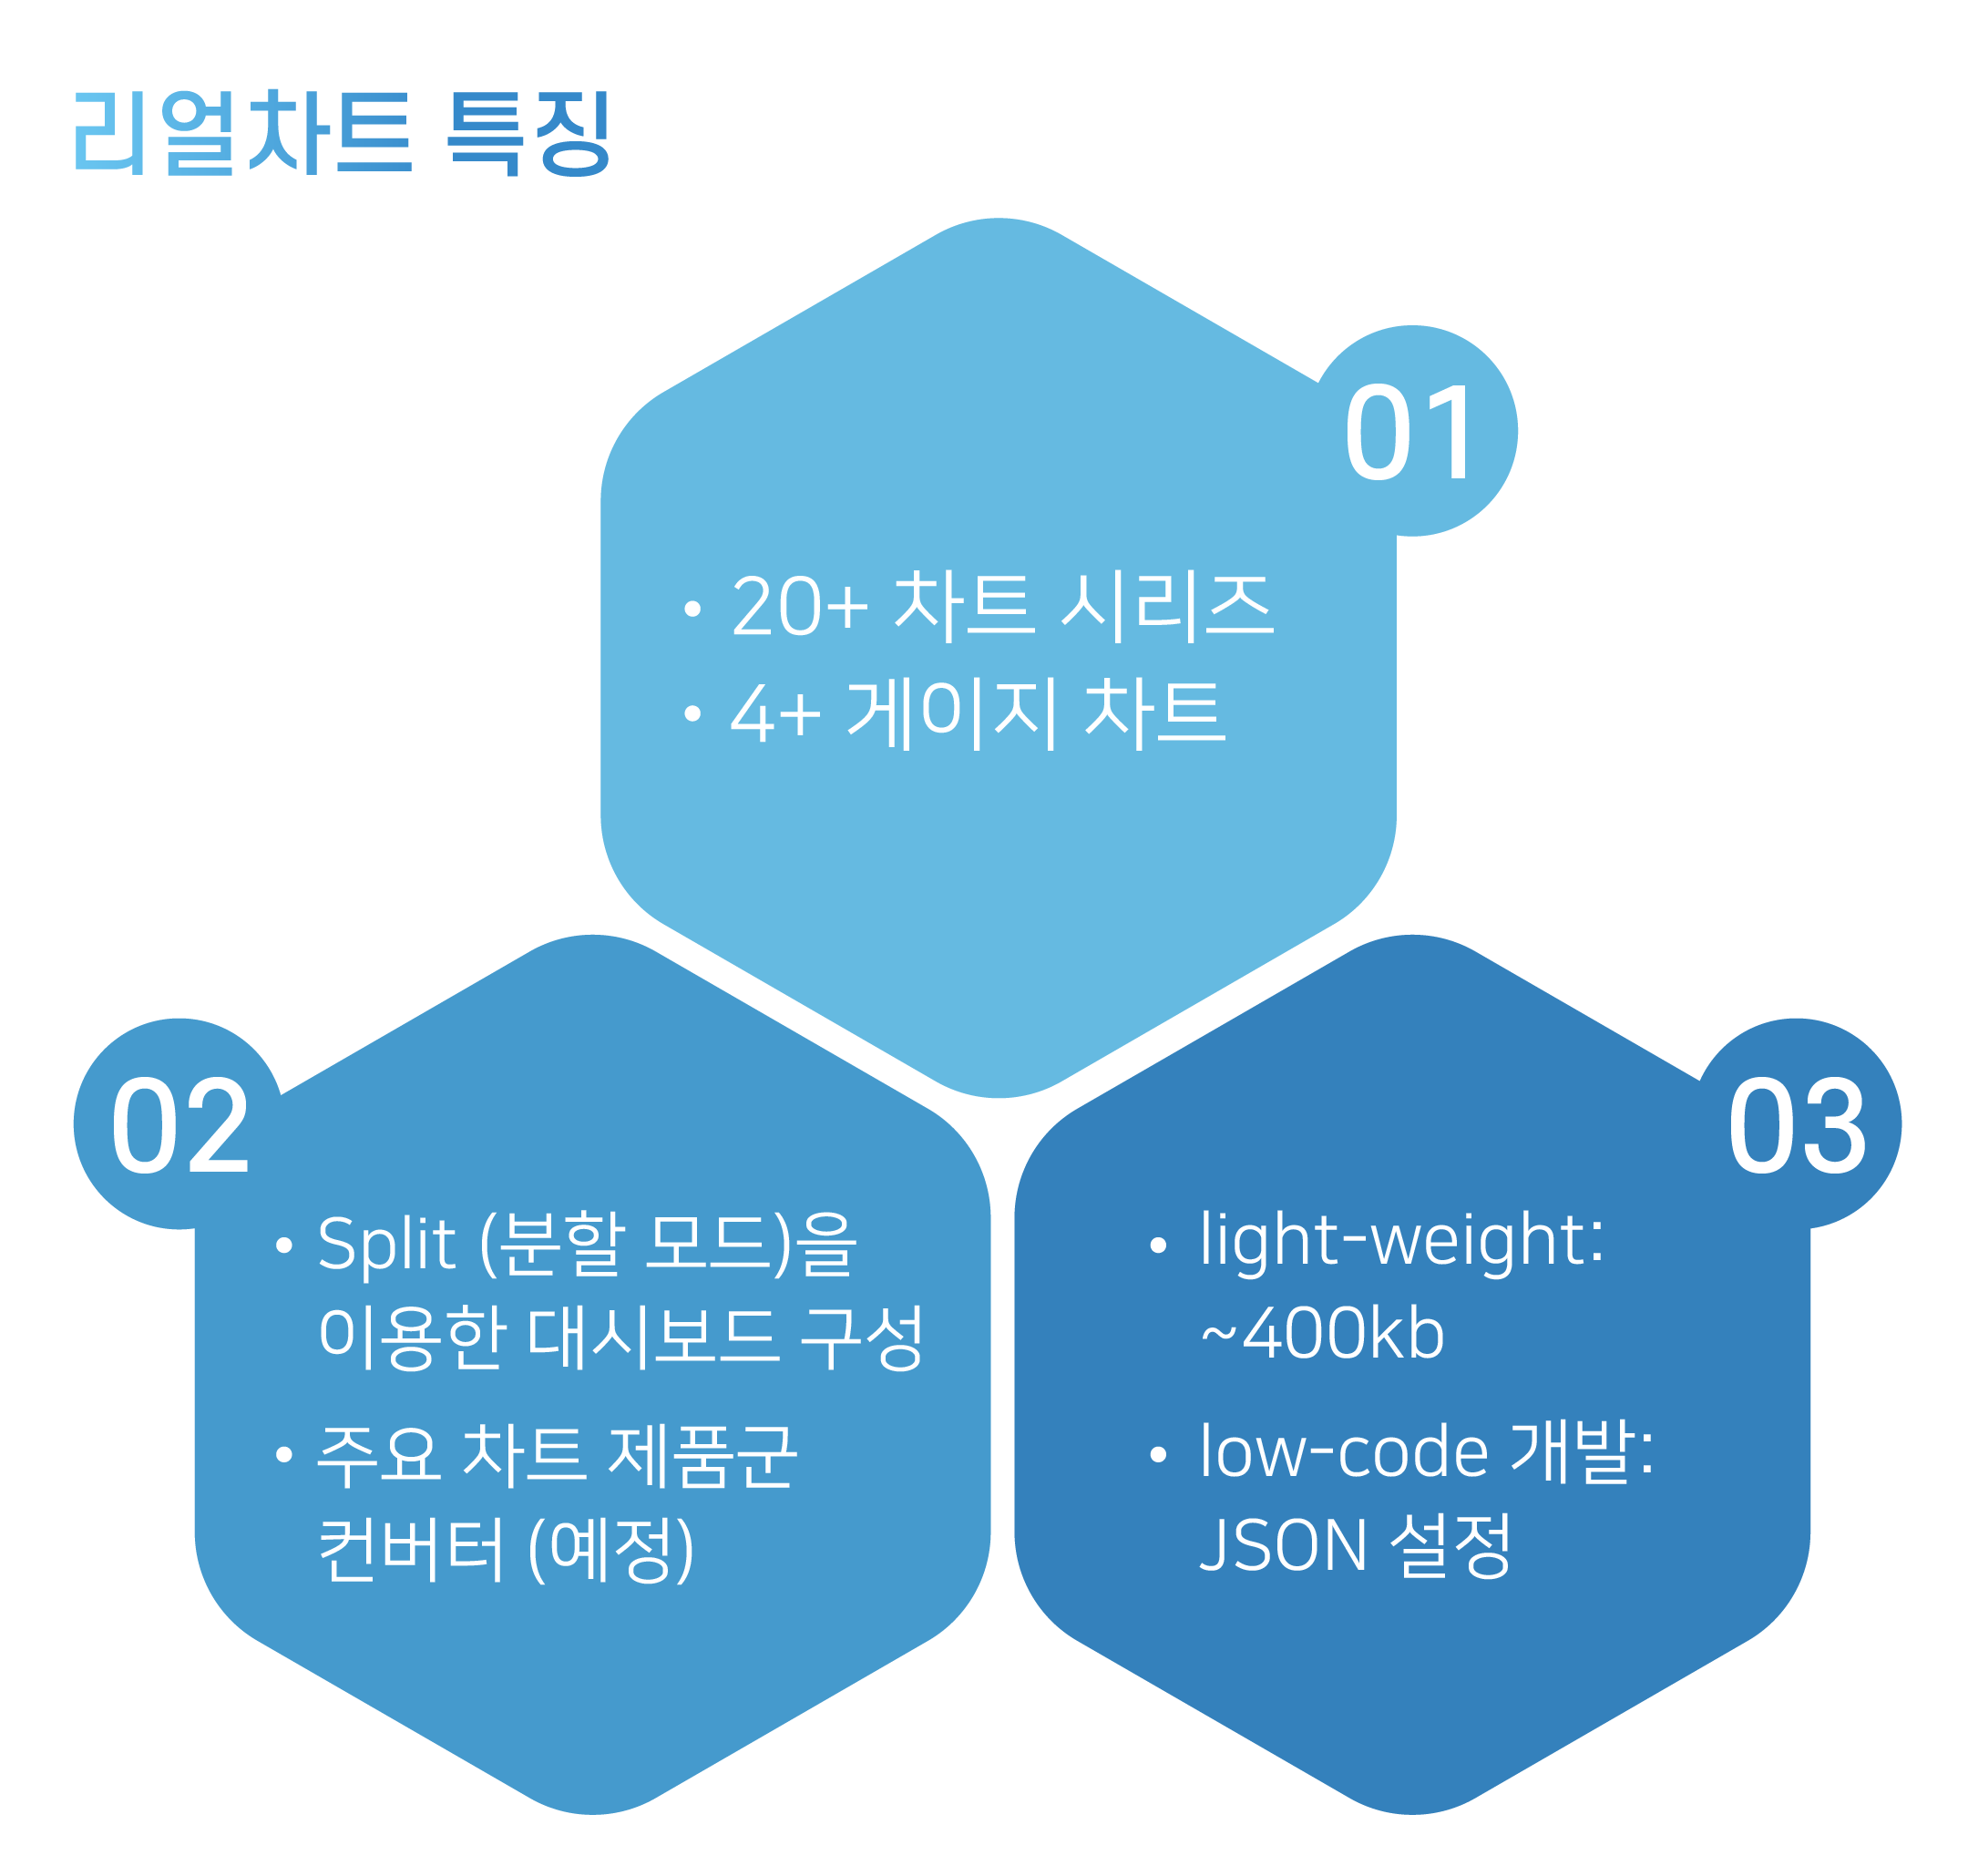 리얼차트 특징
01
• 20+ 차트 시리즈
• 4+ 게이지 차트
02
• Split (분할 모드)을
이용한 대시보드 구성
• 주요 차트 제품군
컨버터 (예정)
03
• light-weight:
~400kb
• low-code 개발:
JSON 설정